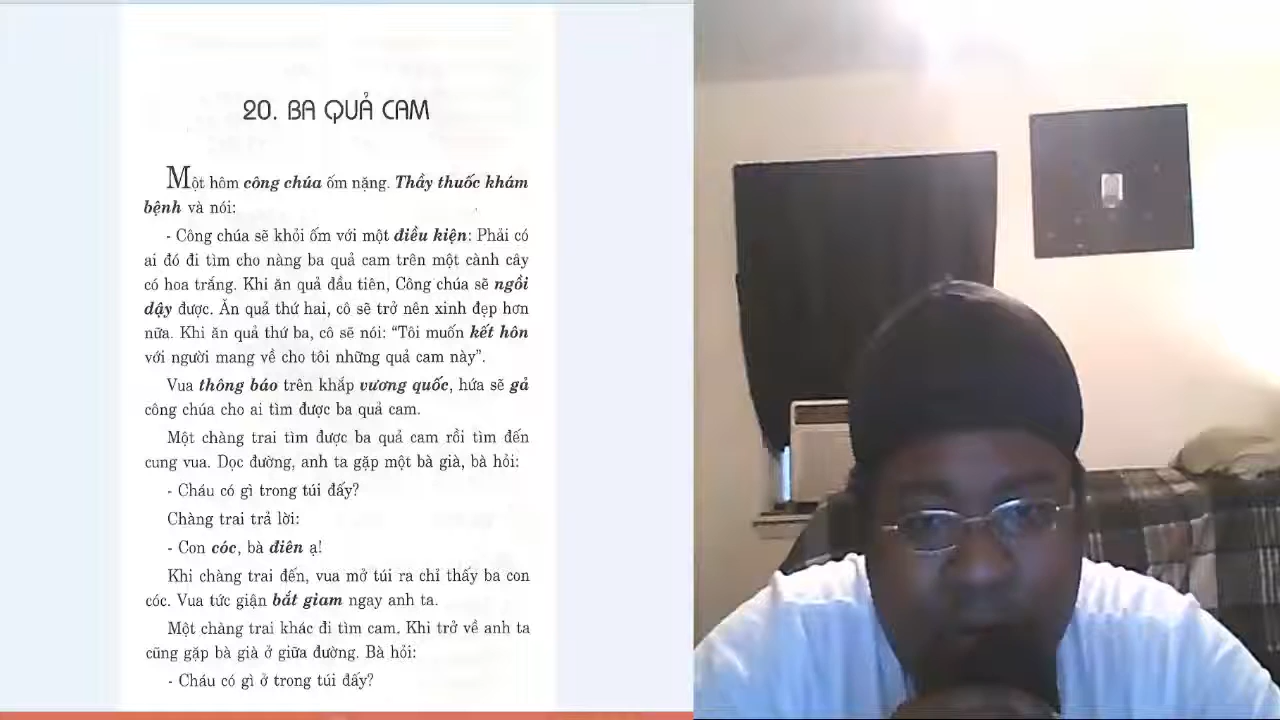 20. BA QUẢ CAM
Một hôm công chúa ốm nặng. Thầy thuốc khám
bệnh và nói:
- Công chúa sẽ khỏi ốm với một điều kiện: Phải có
ai đó đi tìm cho nàng ba quả cam trên một cành cây
có hoa trắng. Khi ăn quả đầu tiên, Công chúa sẽ ngồi
dậy được. Ăn quả thứ hai, cô sẽ trở nên xinh đẹp hơn
nữa. Khi ăn quả thứ ba, cô sẽ nói: “Tôi muốn kết hôn
với người mang về cho tôi những quả cam này”.
Vua thông báo trên khắp vương quốc, hứa sẽ gả
công chúa cho ai tìm được ba quả cam.
Một chàng trai tìm được ba quả cam rồi tìm đến
cung vua. Dọc đường, anh ta gặp một bà già, bà hỏi:
- Cháu có gì trong túi đấy?
Chàng trai trả lời:
- Con cóc, bà điên ạ!
Khi chàng trai đến, vua mở túi ra chỉ thấy ba con
cóc. Vua tức giận bắt giam ngay anh ta.
Một chàng trai khác đi tìm cam. Khi trở về anh ta
cũng gặp bà già ở giữa đường. Bà hỏi:
- Cháu có gì ở trong túi đấy?